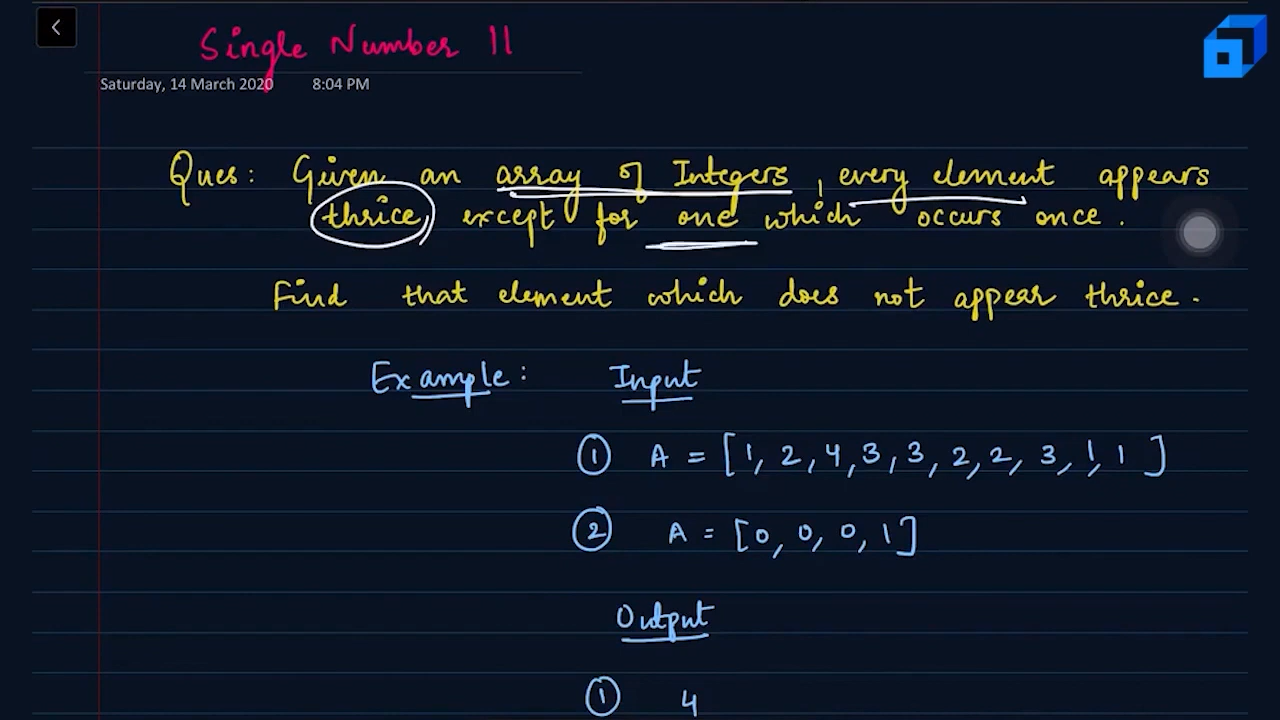 Single Number II
Saturday, 14 March 2020 8:04 PM
Ques: Given an array of Integers, every element appears
thrice, except for one which occurs once.
Find that element which does not appear thrice.
Example: Input
① A = [1, 2, 4, 3, 3, 2, 2, 3, 1, 1]
② A = [0, 0, 0, 1]
Output
① 4